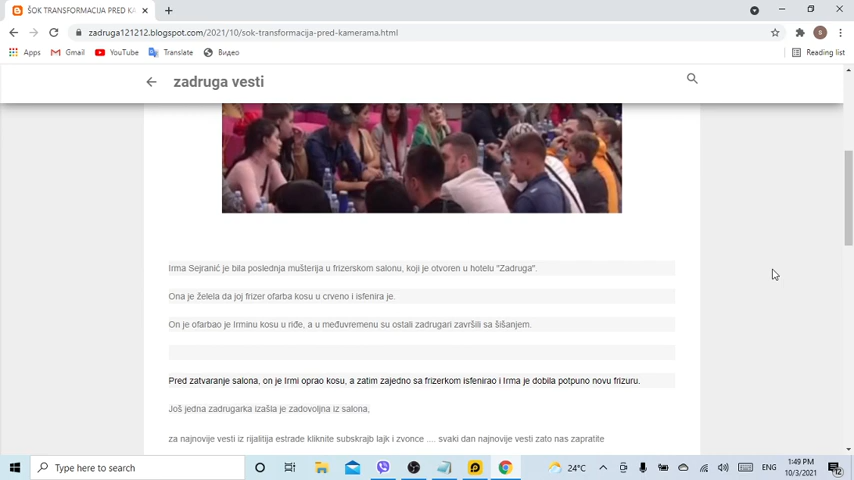 ŠOK TRANSFORMACIJA PRED KA
zadruga121212.blogspot.com/2021/10/sok-transformacija-pred-kamerama.html
Apps Gmail YouTube Translate Видео Reading list
zadruga vesti
Irma Sejranić je bila poslednja mušterija u frizerskom salonu, koji je otvoren u hotelu "Zadruga".
Ona je želela da joj frizer ofarba kosu u crveno i isfenira je.
On je ofarbao je Irminu kosu u riđe, a u međuvremenu su ostali zadrugari završili sa šišanjem.
Pred zatvaranje salona, on je Irmi oprao kosu, a zatim zajedno sa frizerkom isfenirao i Irma je dobila potpuno novu frizuru.
Još jedna zadrugarka izašla je zadovoljna iz salona,
za najnovije vesti iz rijalitija estrade kliknite subskrajb lajk i zvonce .... svaki dan najnovije vesti zato nas zapratite
Type here to search
24°C
ENG
1:49 PM
10/3/2021
12